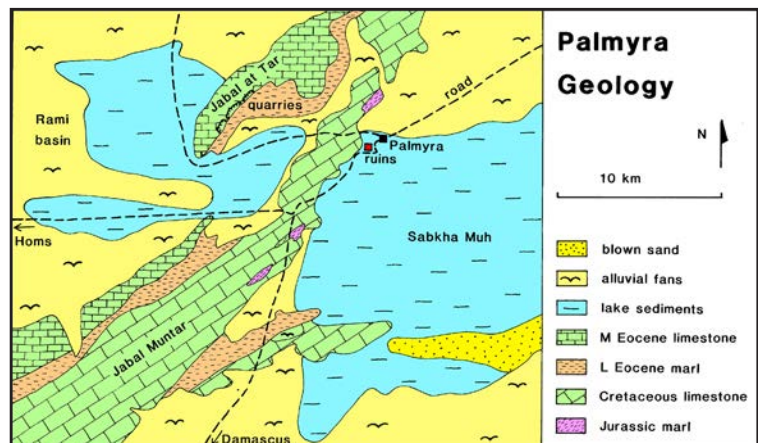 Palmyra
Geology
N
10 km
blown sand
alluvial fans
lake sediments
M Eocene limestone
L Eocene marl
Cretaceous limestone
Jurassic marl
Jabal at Tar
quarries
road
Rami
basin
Palmyra
ruins
Homs
Sabkha Muh
Jabal Muntar
Damascus